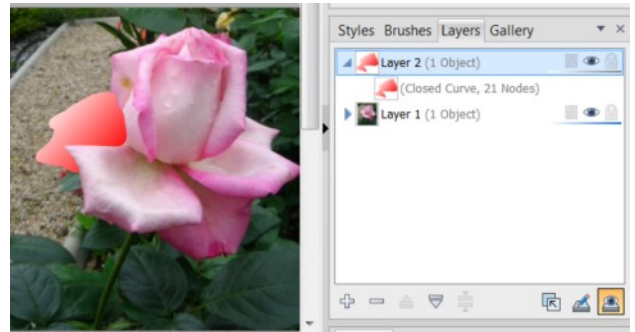 Styles Brushes Layers Gallery
Layer 2 (1 Object)
(Closed Curve, 21 Nodes)
Layer 1 (1 Object)